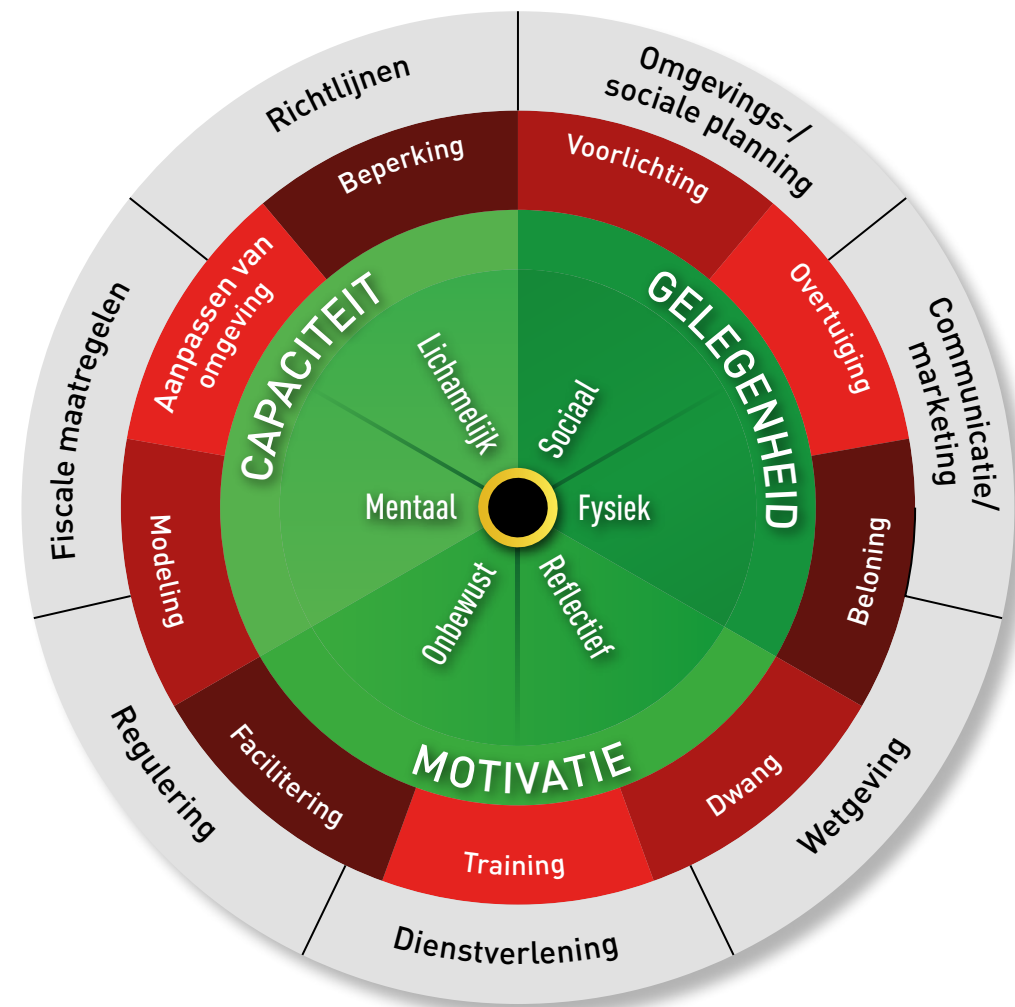 Richtlijnen
Omgevings-/
sociale planning
Communicatie/
marketing
Wetgeving
Dienstverlening
Regulering
Fiscale maatregelen
Beperking
Voorlichting
Overtuiging
Beloning
Dwang
Training
Facilitering
Modeling
Aanpassen van
omgeving
CAPACITEIT
GELEGENHEID
MOTIVATIE
Lichamelijk
Sociaal
Fysiek
Reflectief
Onbewust
Mentaal